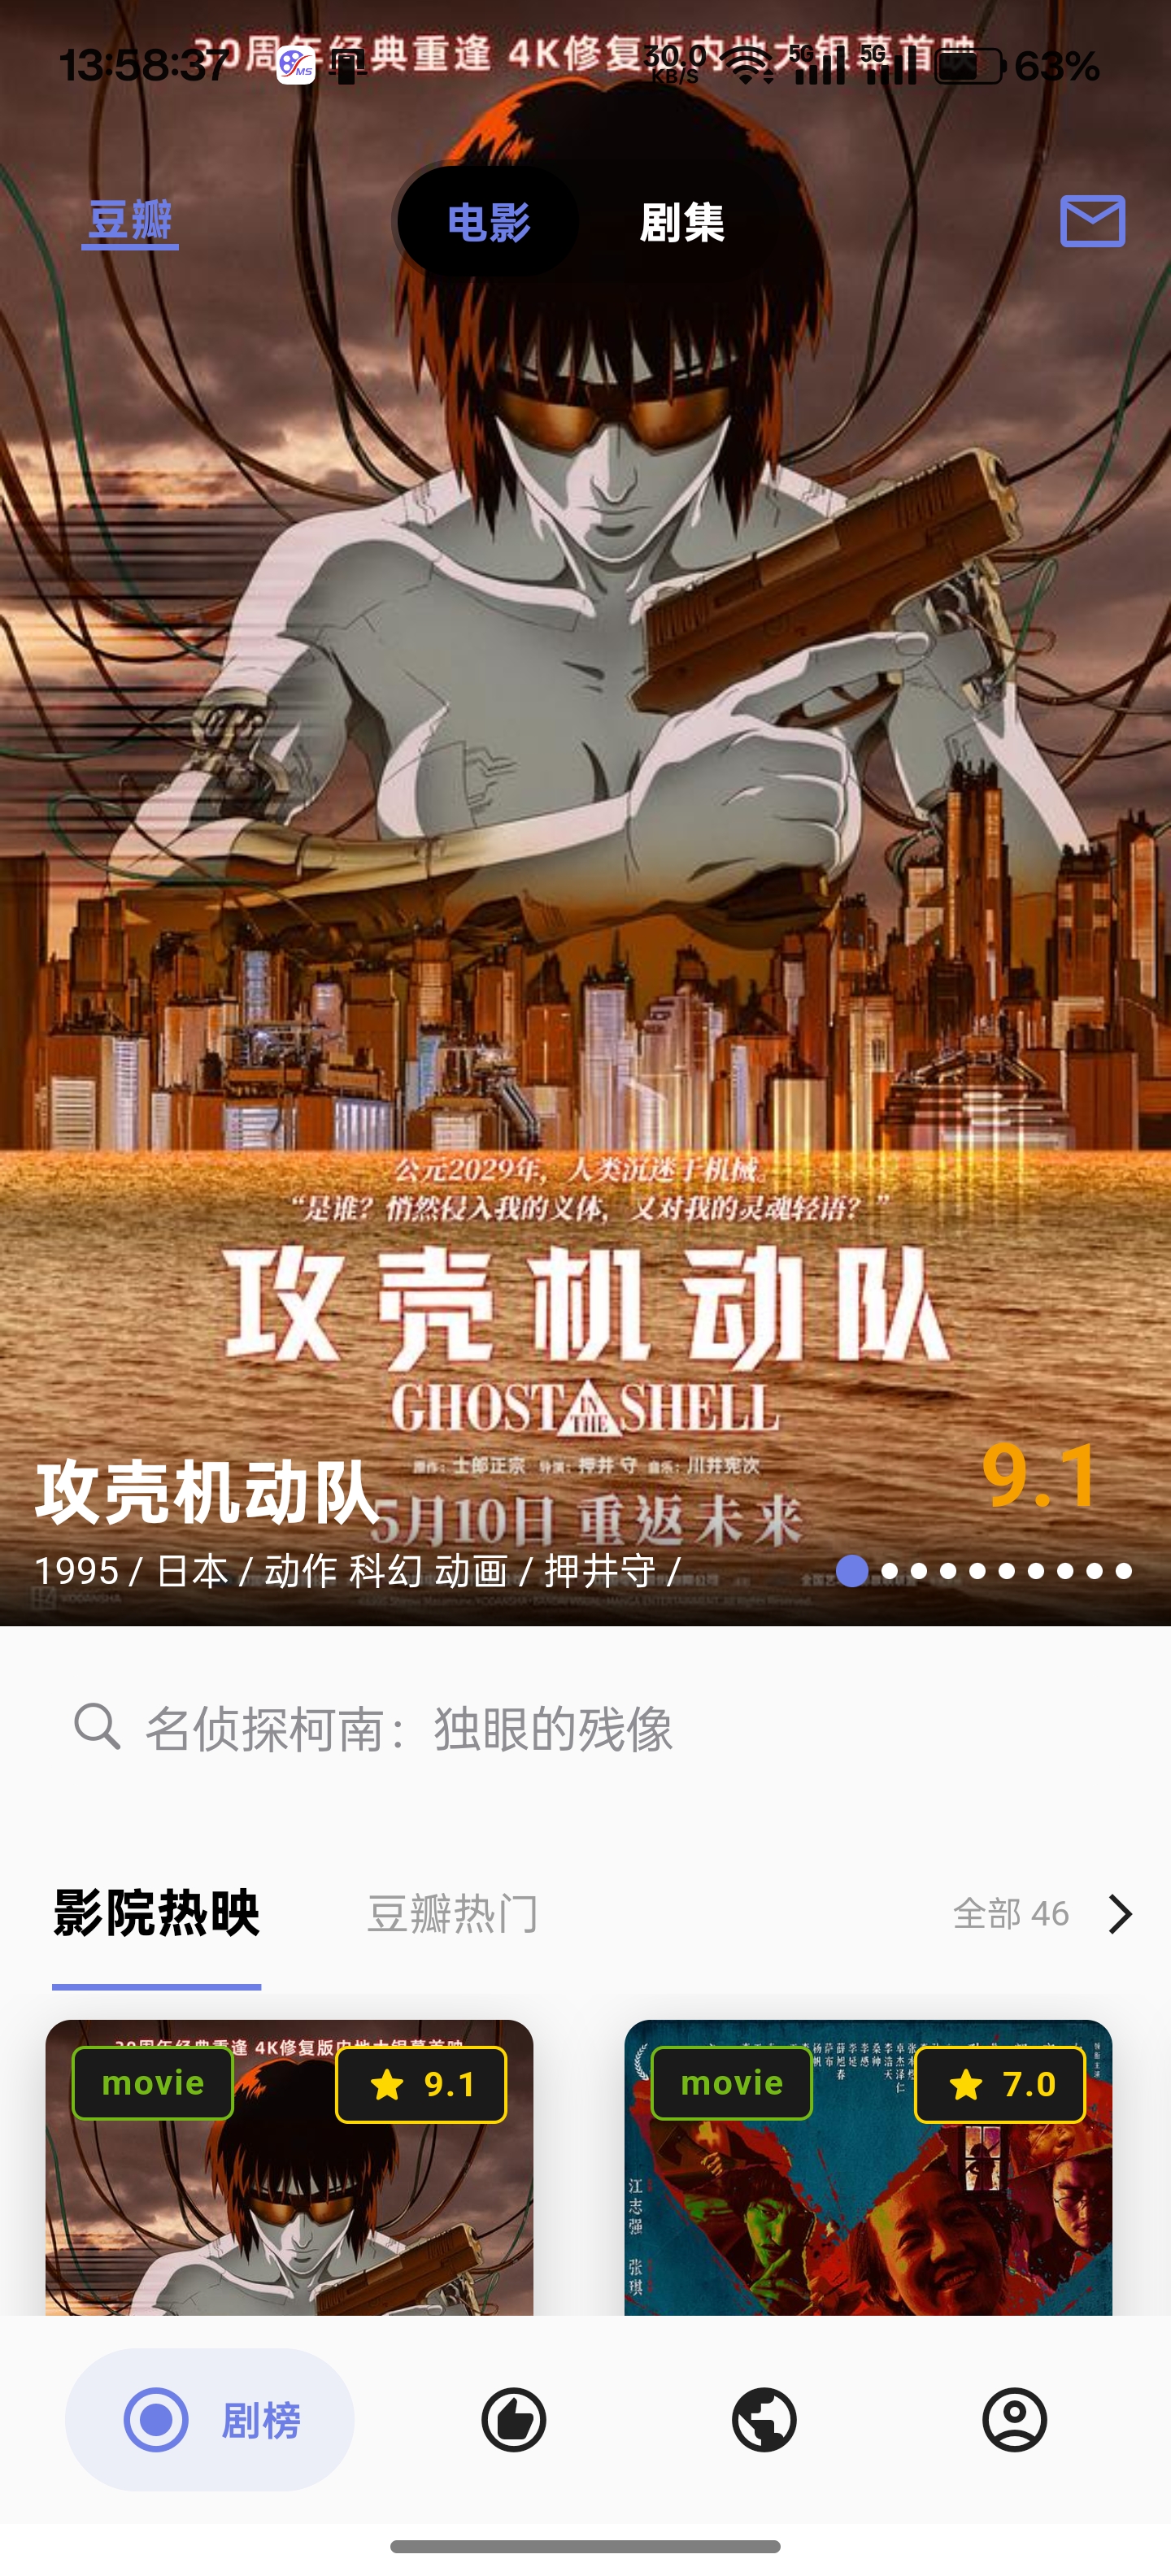 30周年经典重逢 4K修复版内地大银幕首映
13:58:37
MS
30.0
KB/S
5G
5G
63%
豆瓣
电影
剧集
公元2029年，人类沉迷于机械。
“是谁？悄然侵入我的义体，又对我的灵魂轻语？”
攻壳机动队
GHOST IN THE SHELL
原作：士郎正宗 导演：押井 守 音乐：川井宪次
攻壳机动队
9.1
5月10日 重返未来
1995 / 日本 / 动作 科幻 动画 / 押井守 /
名侦探柯南：独眼的残像
影院热映
豆瓣热门
全部 46
30周年经典重逢 4K修复版内地大银幕首映
movie
9.1
movie
7.0
江志强
张琪
剧榜